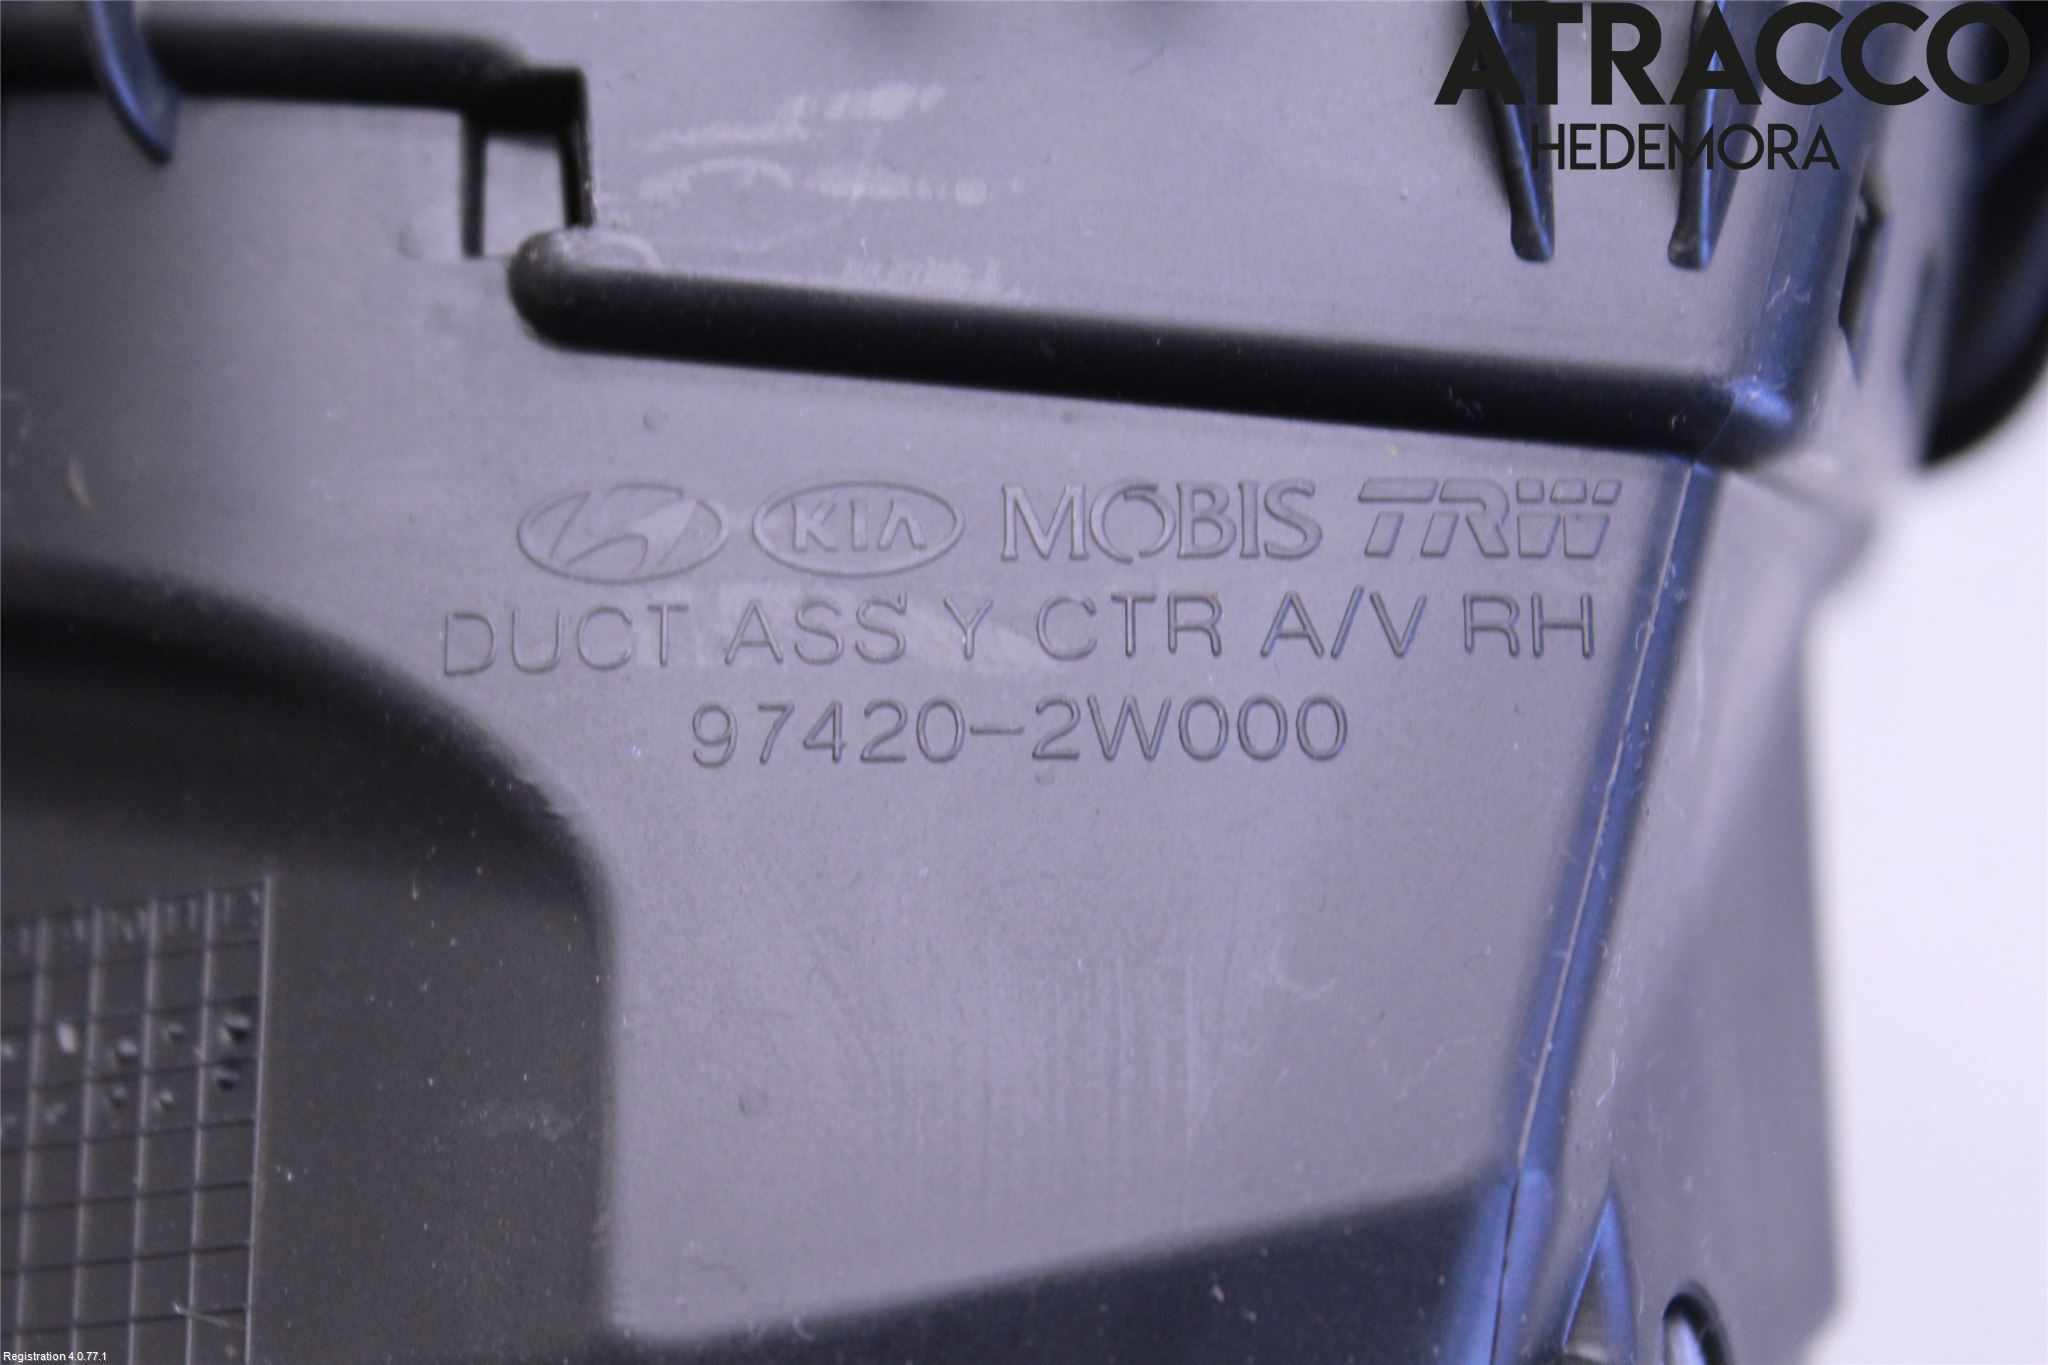 ATRACCO
HEDEMORA
KIA MOBIS TRW
DUCT ASS'Y CTR A/V RH
97420-2W000
Registration 4.0.77.1